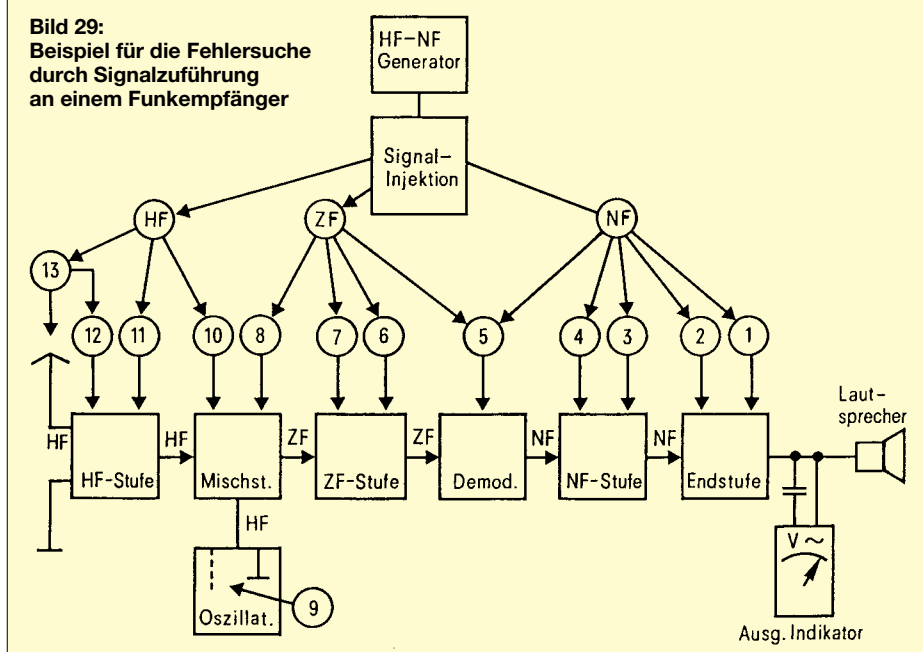 Bild 29:
Beispiel für die Fehlersuche
durch Signalzuführung
an einem Funkempfänger
HF-NF
Generator
Signal-
Injektion
HF
ZF
NF
13
12
11
10
8
7
6
5
4
3
2
1
Laut-
sprecher
HF
HF
ZF
ZF
NF
NF
HF-Stufe
Mischst.
ZF-Stufe
Demod.
NF-Stufe
Endstufe
HF
V ~
Oszillat.
9
Ausg. Indikator